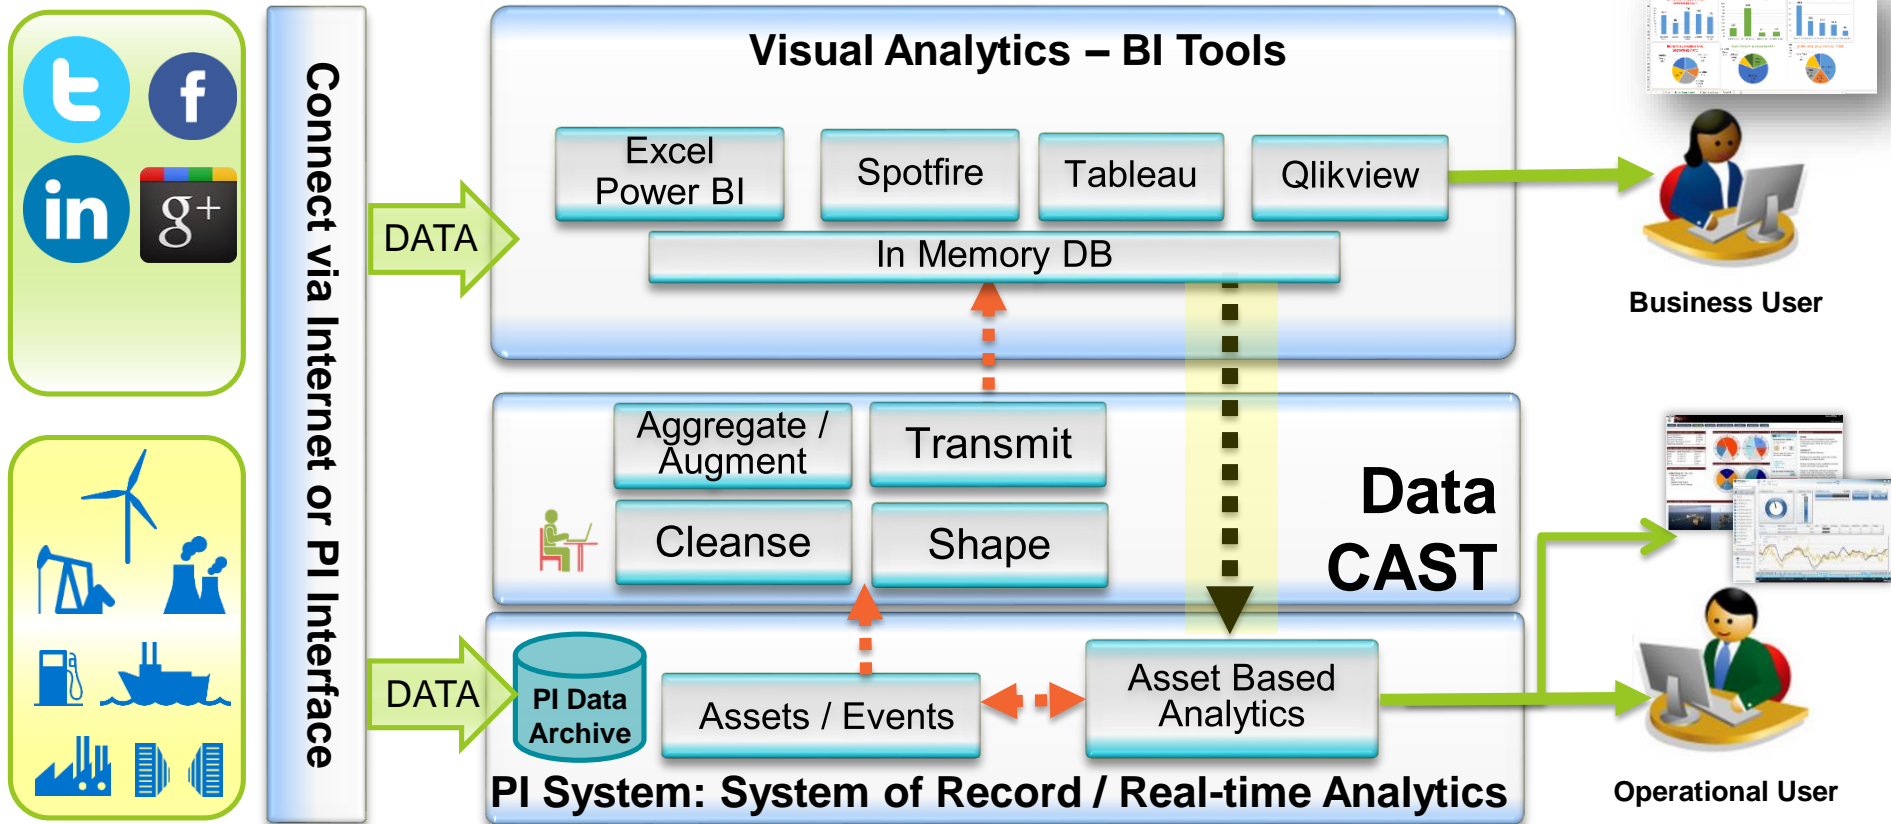 Visual Analytics – BI Tools
Excel
Power BI
Spotfire
Tableau
Qlikview
In Memory DB
DATA
Connect via Internet or PI Interface
t
f
in
g+
Business User
Aggregate /
Augment
Transmit
Cleanse
Shape
Data
CAST
DATA
PI Data
Archive
Assets / Events
Asset Based
Analytics
PI System: System of Record / Real-time Analytics
Operational User